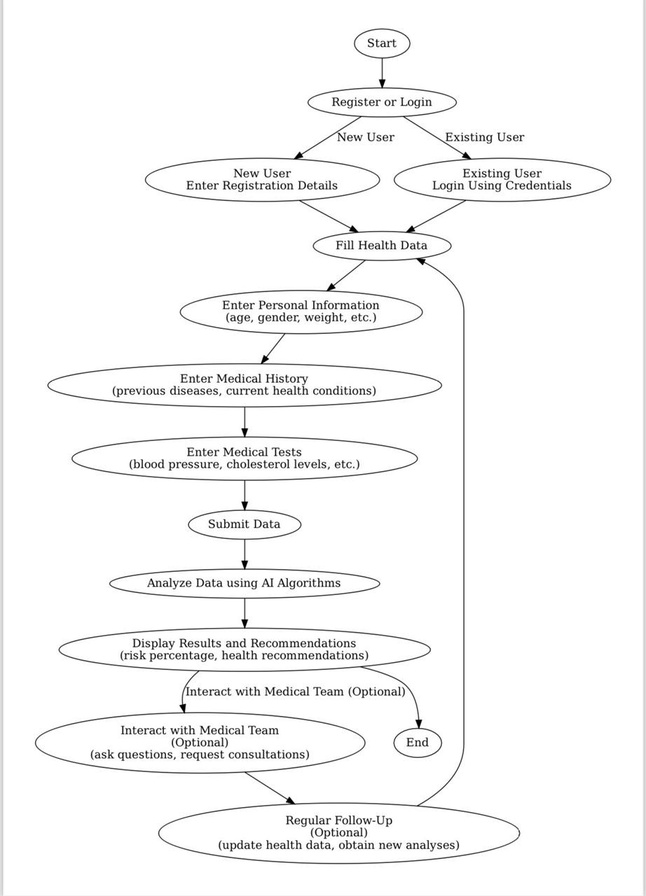 Start
Register or Login
New User
Existing User
New User
Enter Registration Details
Existing User
Login Using Credentials
Fill Health Data
Enter Personal Information
(age, gender, weight, etc.)
Enter Medical History
(previous diseases, current health conditions)
Enter Medical Tests
(blood pressure, cholesterol levels, etc.)
Submit Data
Analyze Data using AI Algorithms
Display Results and Recommendations
(risk percentage, health recommendations)
Interact with Medical Team (Optional)
Interact with Medical Team
(Optional)
(ask questions, request consultations)
End
Regular Follow-Up
(Optional)
(update health data, obtain new analyses)